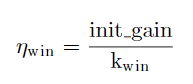 η_win = init_gain / k_win